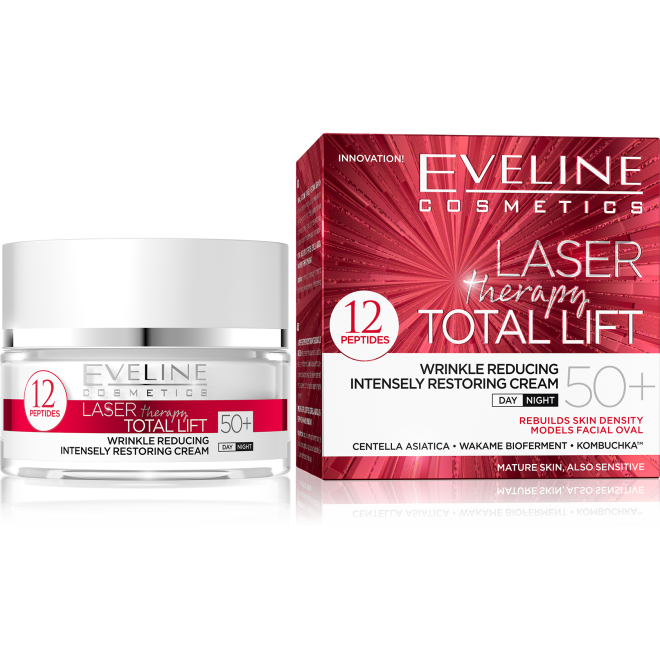 INNOVATION!
EVELINE
COSMETICS
LASER
therapy
TOTAL LIFT
12
PEPTIDES
WRINKLE REDUCING
INTENSELY RESTORING CREAM
50+
DAY NIGHT
REBUILDS SKIN DENSITY
MODELS FACIAL OVAL
CENTELLA ASIATICA • WAKAME BIOFERMENT • KOMBUCHKA™
MATURE SKIN, ALSO SENSITIVE
12
PEPTIDES
EVELINE
COSMETICS
LASER therapy
TOTAL LIFT
50+
WRINKLE REDUCING
DAY NIGHT
INTENSELY RESTORING CREAM